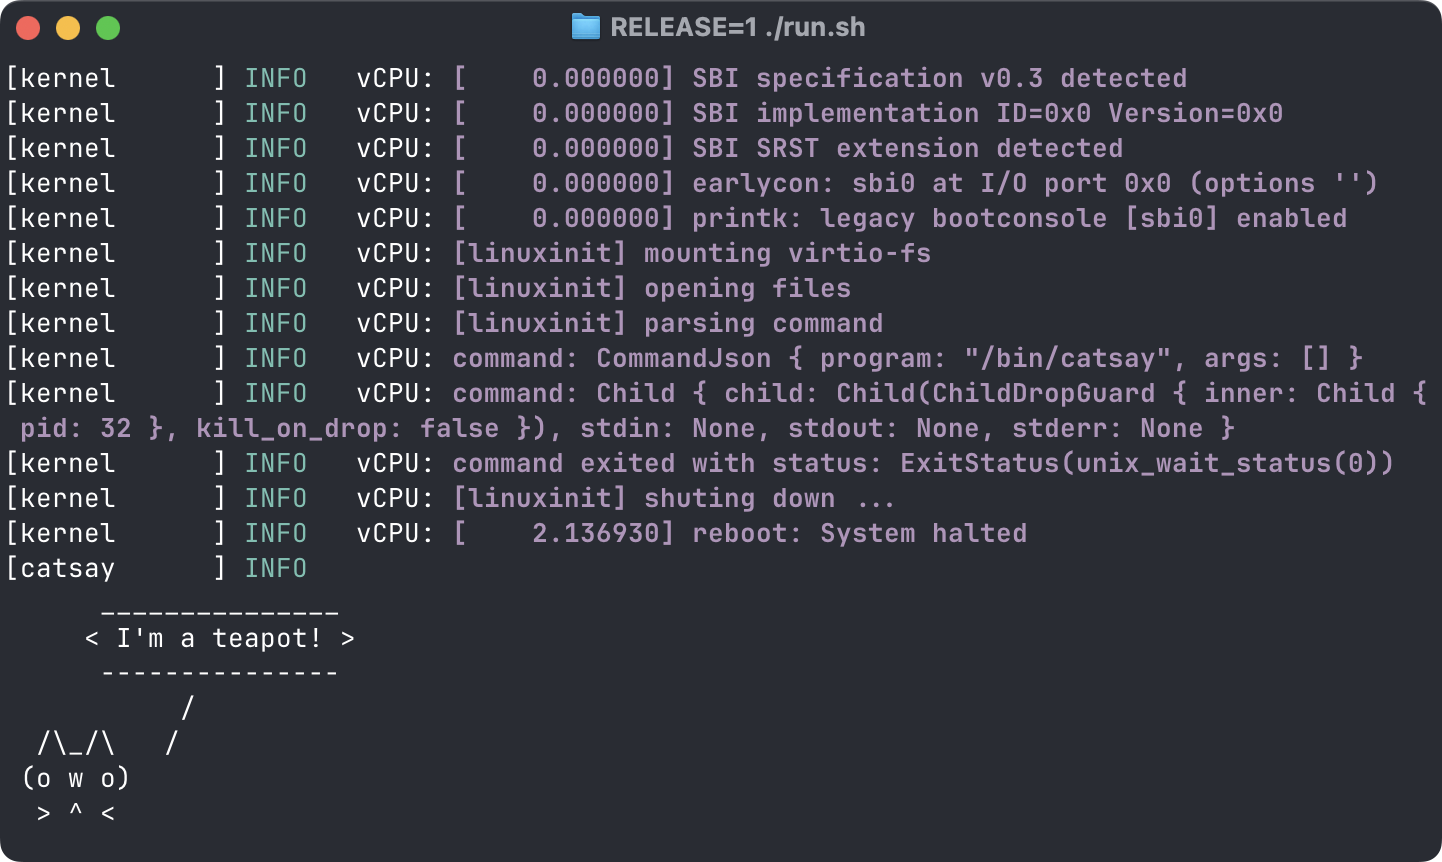 RELEASE=1 ./run.sh
[kernel      ] INFO   vCPU: [    0.000000] SBI specification v0.3 detected
[kernel      ] INFO   vCPU: [    0.000000] SBI implementation ID=0x0 Version=0x0
[kernel      ] INFO   vCPU: [    0.000000] SBI SRST extension detected
[kernel      ] INFO   vCPU: [    0.000000] earlycon: sbi0 at I/O port 0x0 (options '')
[kernel      ] INFO   vCPU: [    0.000000] printk: legacy bootconsole [sbi0] enabled
[kernel      ] INFO   vCPU: [linuxinit] mounting virtio-fs
[kernel      ] INFO   vCPU: [linuxinit] opening files
[kernel      ] INFO   vCPU: [linuxinit] parsing command
[kernel      ] INFO   vCPU: command: CommandJson { program: "/bin/catsay", args: [] }
[kernel      ] INFO   vCPU: command: Child { child: Child(ChildDropGuard { inner: Child {
 pid: 32 }, kill_on_drop: false }), stdin: None, stdout: None, stderr: None }
[kernel      ] INFO   vCPU: command exited with status: ExitStatus(unix_wait_status(0))
[kernel      ] INFO   vCPU: [linuxinit] shuting down ...
[kernel      ] INFO   vCPU: [    2.136930] reboot: System halted
[catsay      ] INFO
      _______________
     < I'm a teapot! >
      ---------------
           /
  /\_/\   /
 (o w o)
  > ^ <